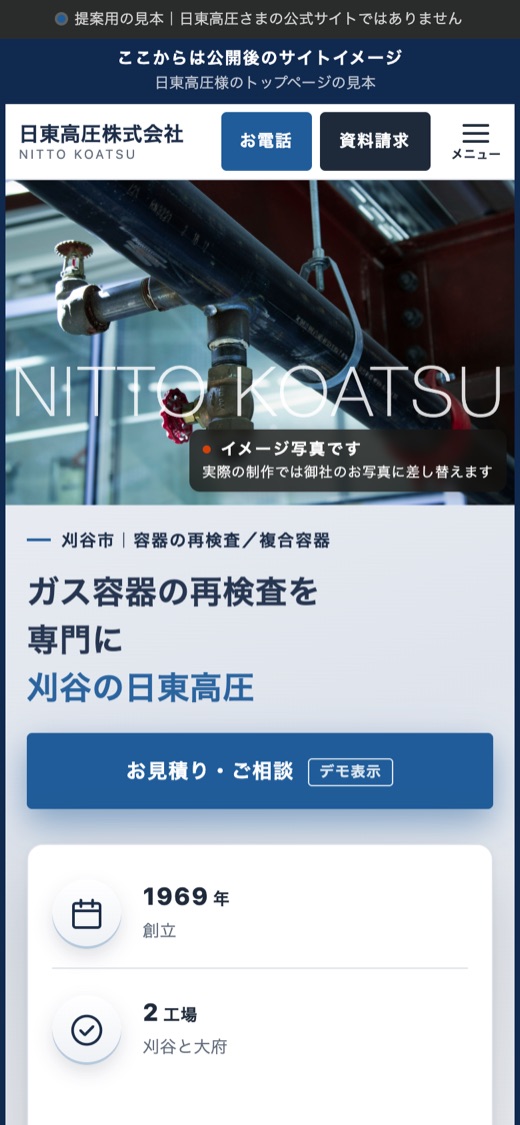 提案用の見本｜日東高圧さまの公式サイトではありません
ここからは公開後のサイトイメージ
日東高圧様のトップページの見本
日東高圧株式会社
NITTO KOATSU
お電話
資料請求
メニュー
NITTO KOATSU
イメージ写真です
実際の制作では御社のお写真に差し替えます
刈谷市｜容器の再検査／複合容器
ガス容器の再検査を
専門に
刈谷の日東高圧
お見積り・ご相談 デモ表示
1969年
創立
2工場
刈谷と大府